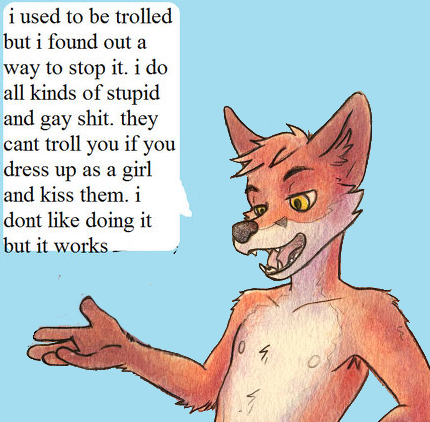 i used to be trolled
but i found out a
way to stop it. i do
all kinds of stupid
and gay shit. they
cant troll you if you
dress up as a girl
and kiss them. i
dont like doing it
but it works